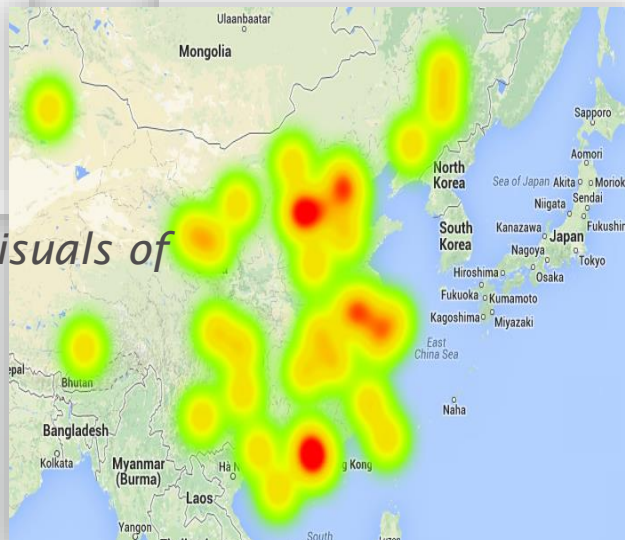 Ulaanbaatar
Mongolia
Sapporo
Aomori
North
Korea
Sea of Japan
Akita
Sendai
Niigata
South
Korea
Kanazawa
Japan
Nagoya
Tokyo
isuals of
Hiroshima
Osaka
Fukuoka
Kumamoto
Kagoshima
Miyazaki
East
China Sea
Bhutan
Naha
Bangladesh
Kolkata
Myanmar
(Burma)
Hà N
g Kong
Laos
Yangon
South